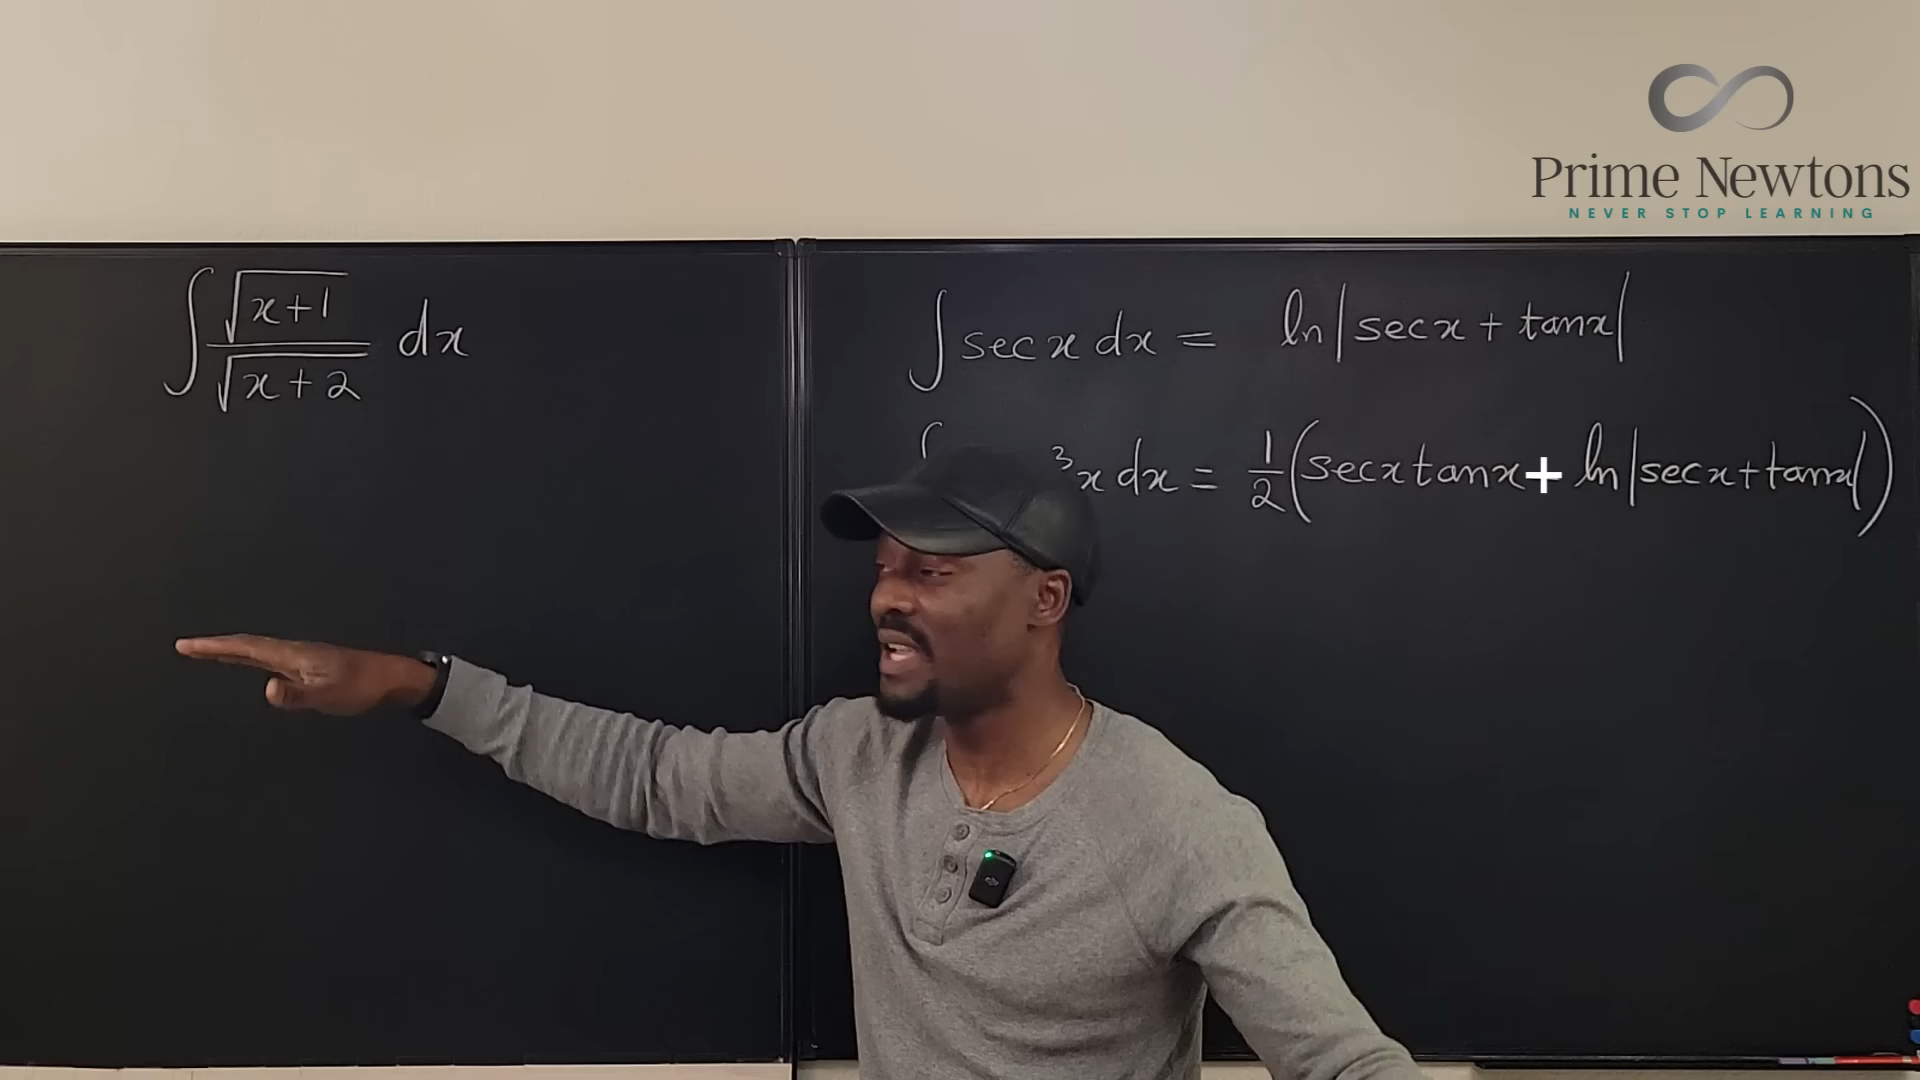 Prime Newtons
NEVER STOP LEARNING
∫ √(x+1) / √(x+2) dx
∫ sec x dx = ln|sec x + tan x|
∫ ³x dx = 1/2 (sec x tan x + ln|sec x + tan x|)